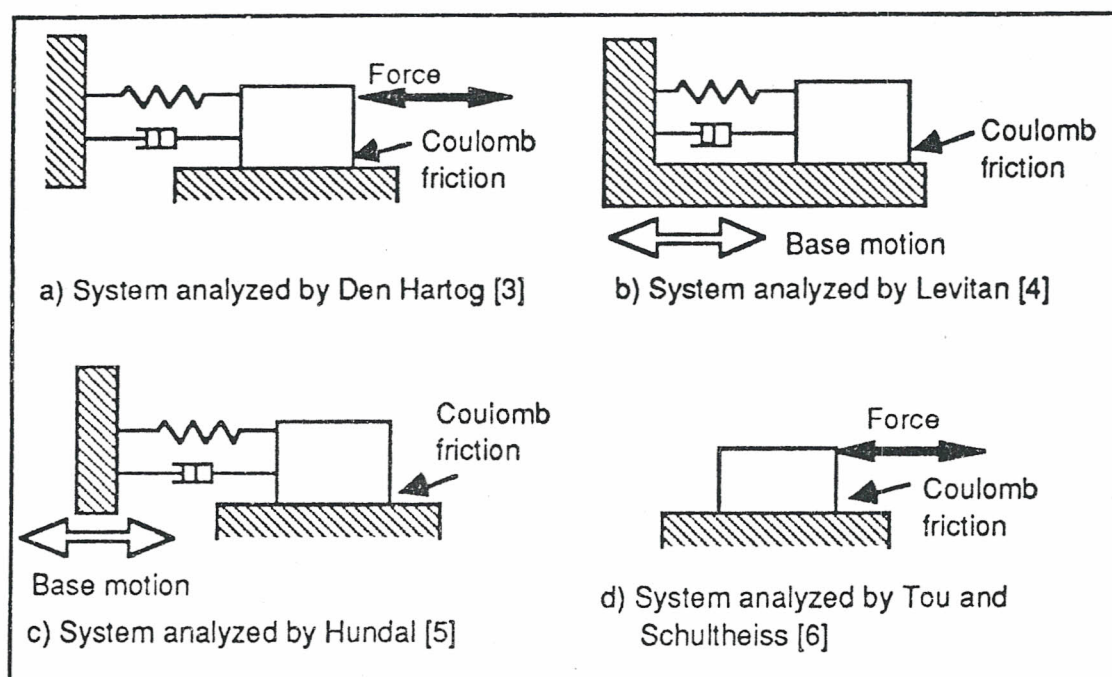 Force
Coulomb
friction
a) System analyzed by Den Hartog [3]
Coulomb
friction
Base motion
b) System analyzed by Levitan [4]
Coulomb
friction
Base motion
c) System analyzed by Hundal [5]
Force
Coulomb
friction
d) System analyzed by Tou and
Schultheiss [6]